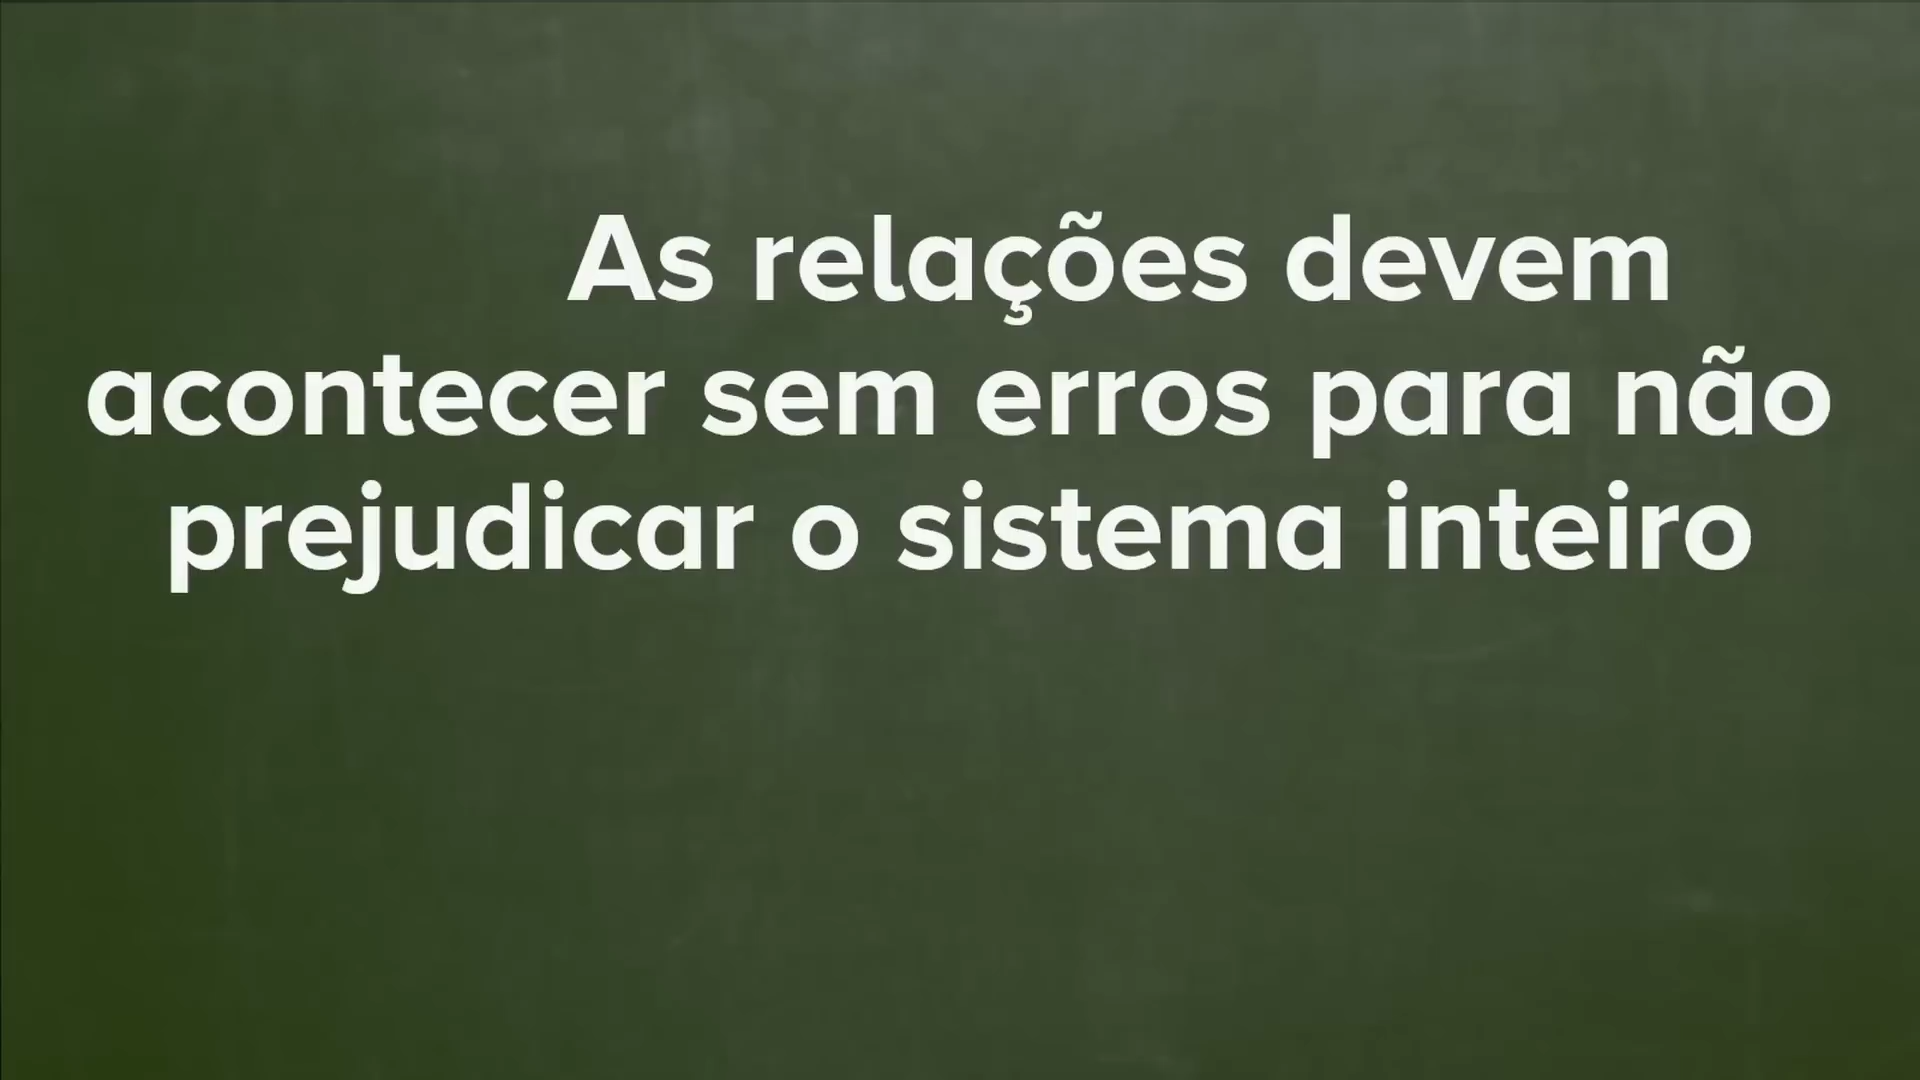 As relações devem
acontecer sem erros para não
prejudicar o sistema inteiro